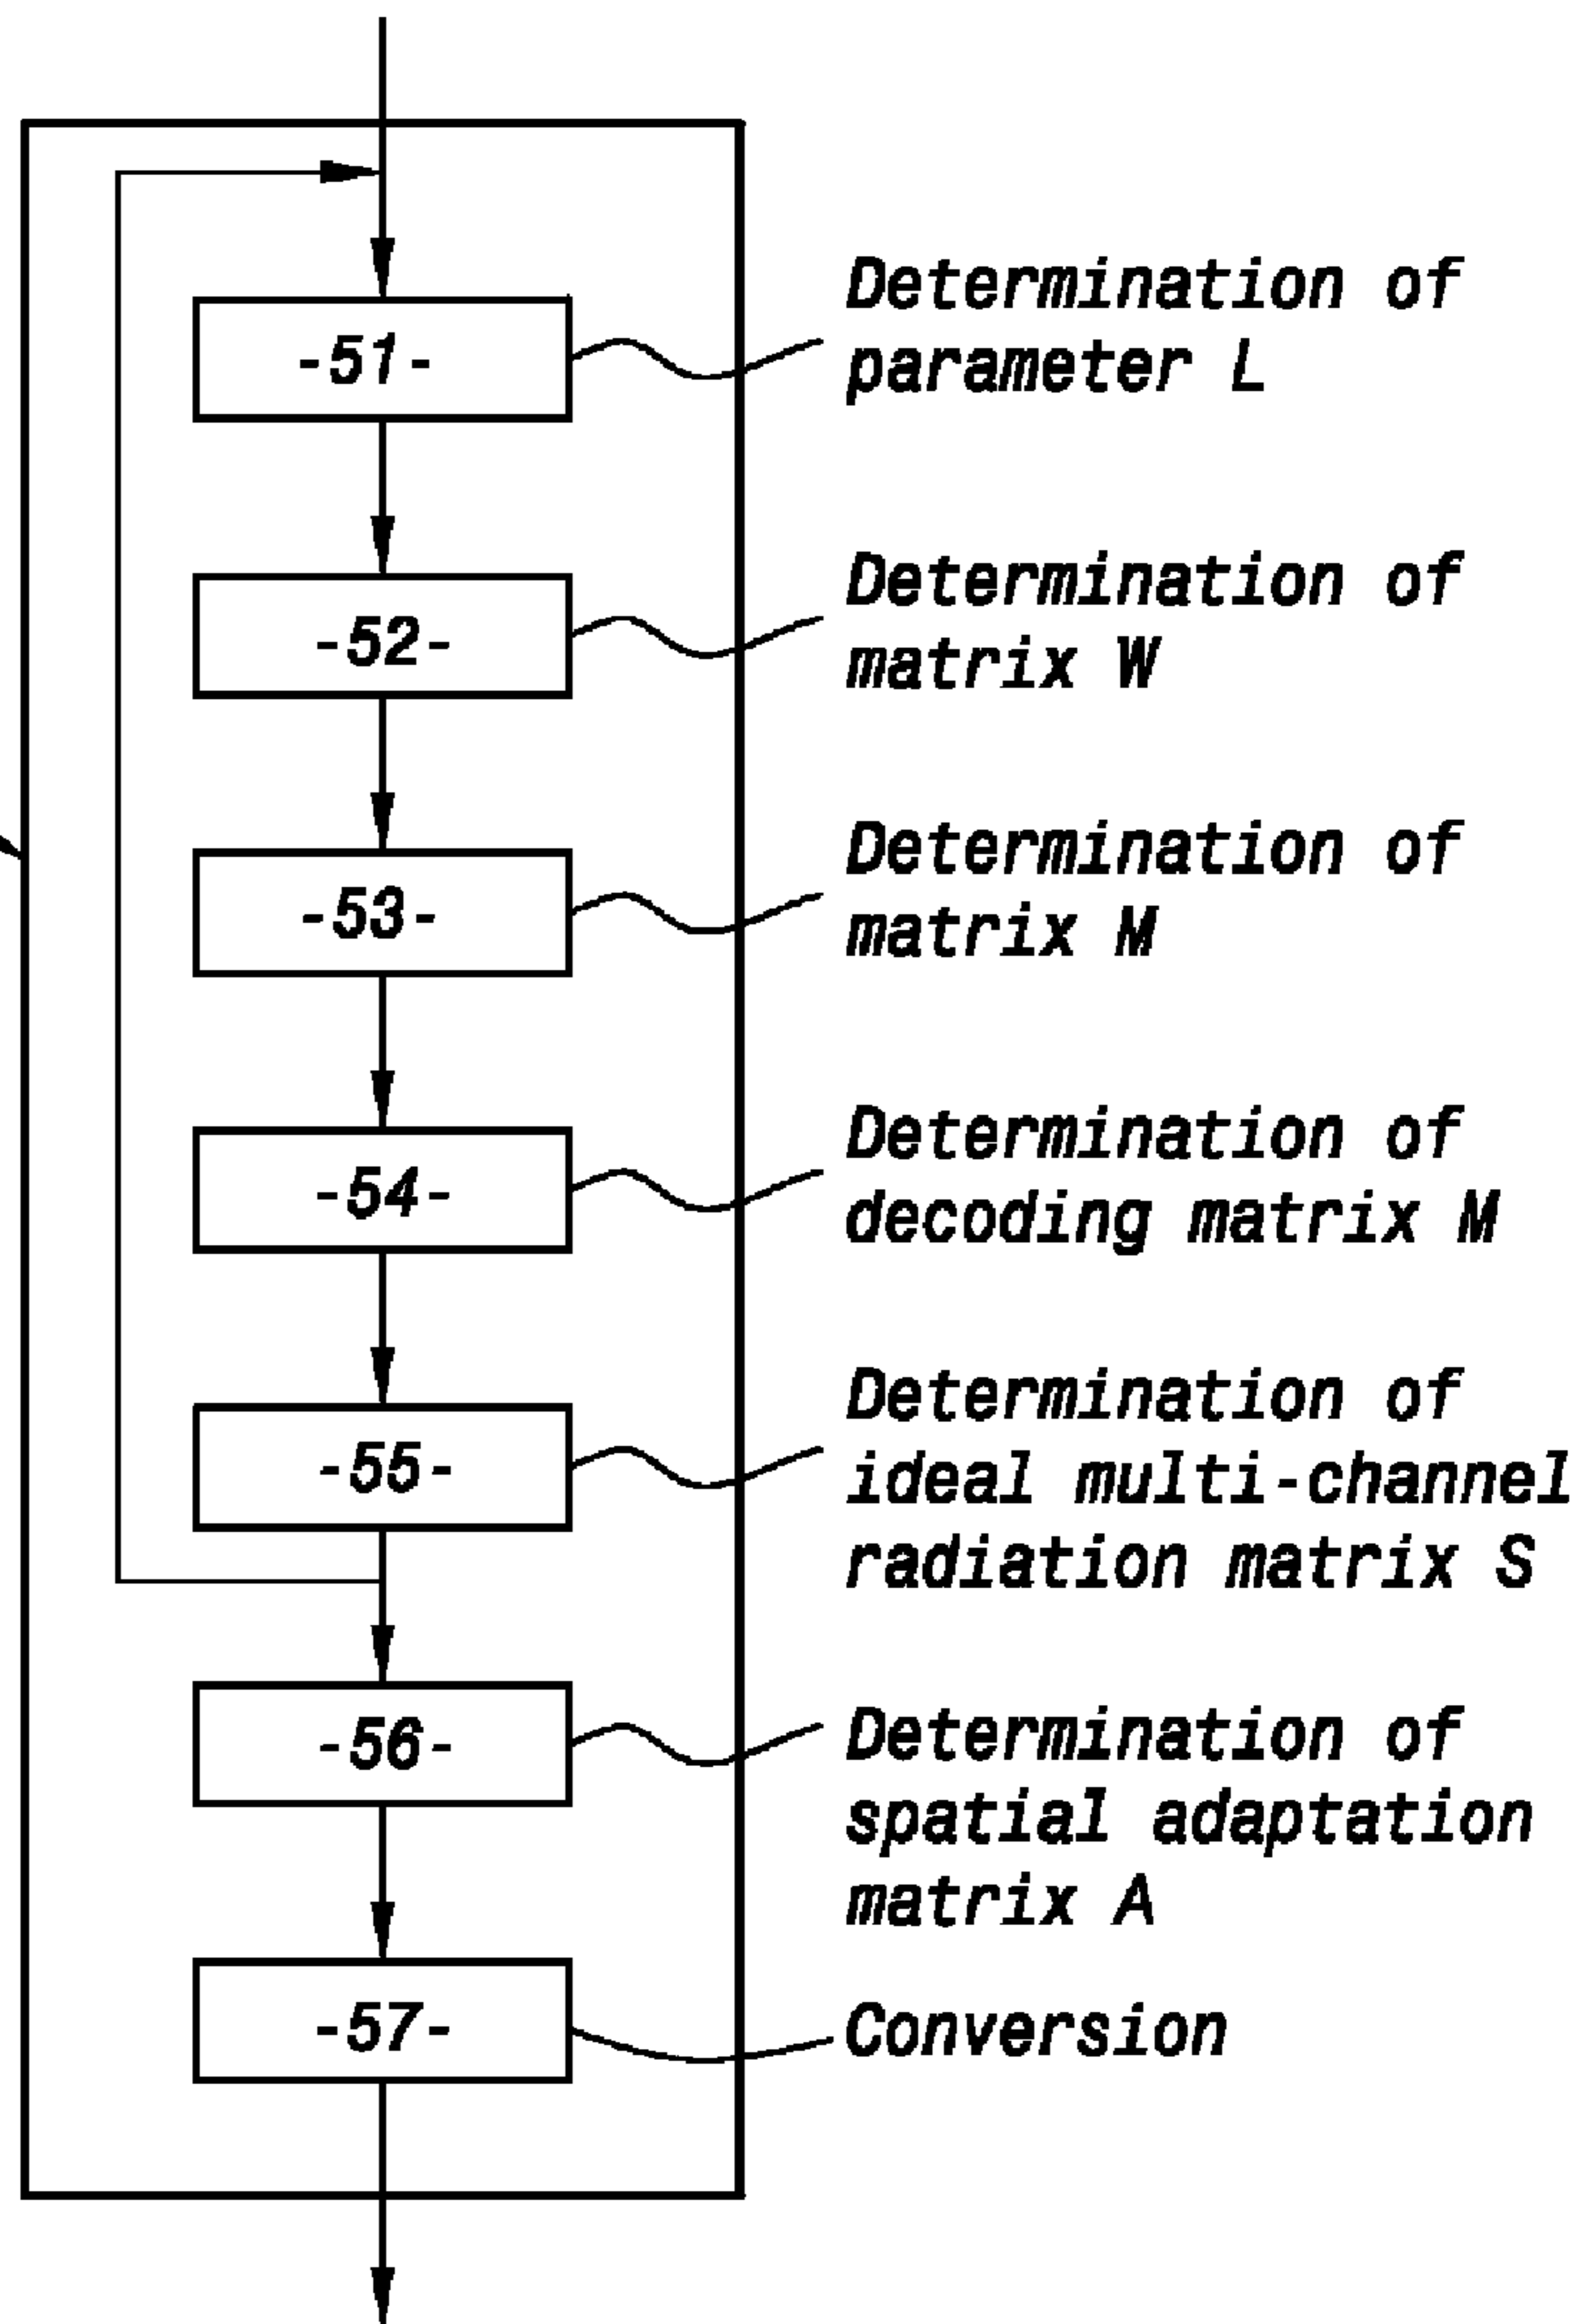 -51-
Determination of
parameter L
-52-
Determination of
matrix W
-53-
Determination of
matrix M
-54-
Determination of
decoding matrix M
-55-
Determination of
ideal multi-channel
radiation matrix S
-56-
Determination of
spatial adaptation
matrix A
-57-
Conversion